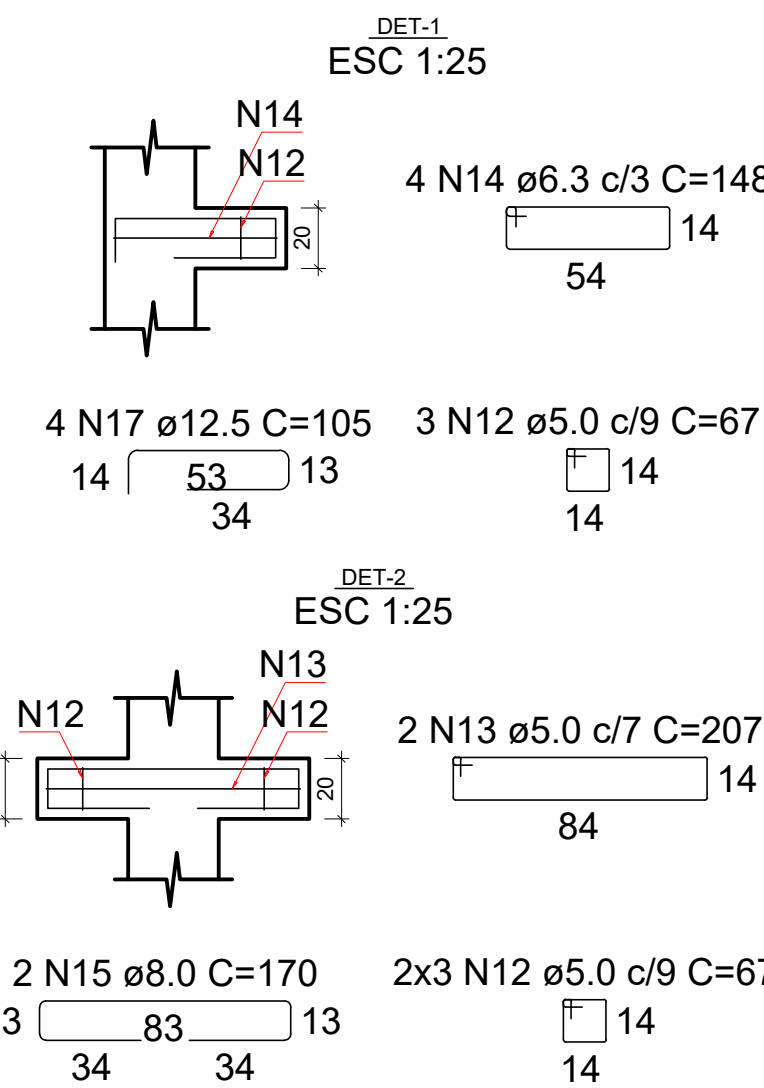 DET-1
ESC 1:25
N14
N12
20
4 N14 ø6.3 c/3 C=148
14
54
4 N17 ø12.5 C=105
14 53 13
34
3 N12 ø5.0 c/9 C=67
14
14
DET-2
ESC 1:25
N13
N12 N12
20
2 N13 ø5.0 c/7 C=207
14
84
2 N15 ø8.0 C=170
3 83 13
34 34
2x3 N12 ø5.0 c/9 C=67
14
14